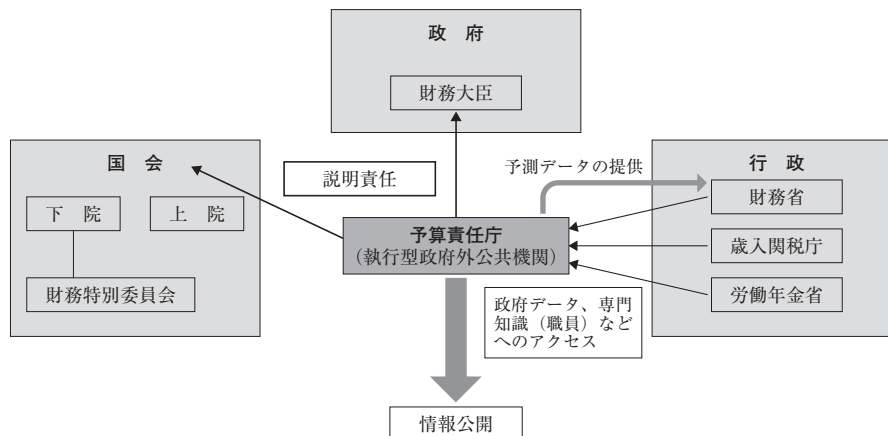 政　府
財務大臣
国　会
下　院
上　院
財務特別委員会
説明責任
予測データの提供
行　政
財務省
歳入関税庁
労働年金省
予算責任庁
（執行型政府外公共機関）
政府データ、専門
知識（職員）など
へのアクセス
情報公開